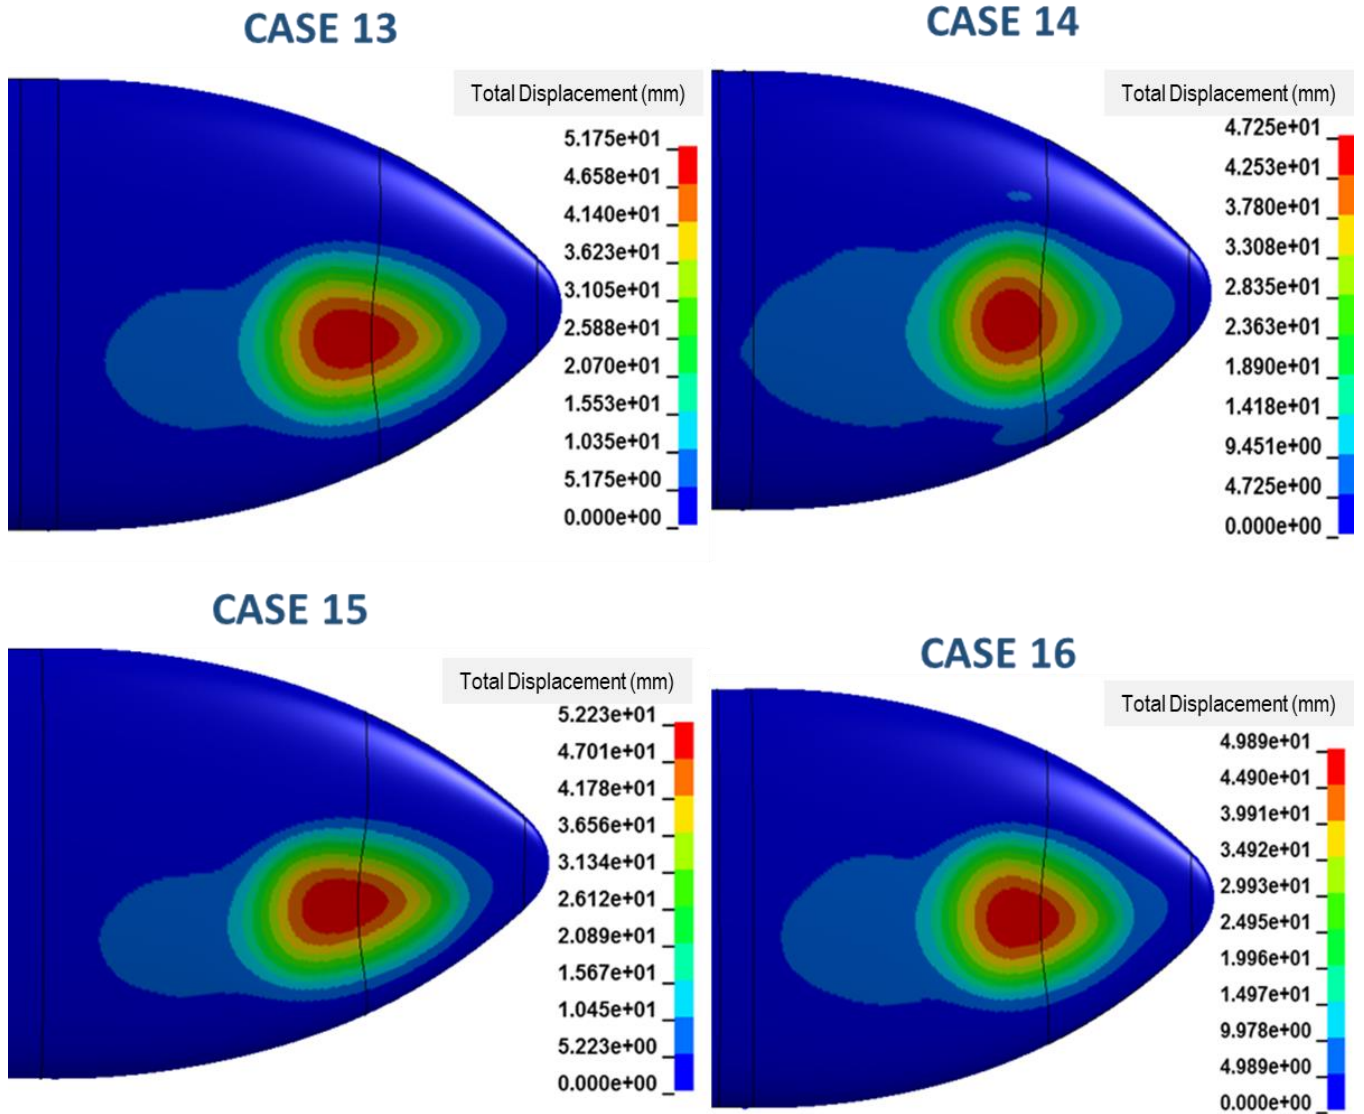 CASE 13
Total Displacement (mm)
5.175e+01
4.658e+01
4.140e+01
3.623e+01
3.105e+01
2.588e+01
2.070e+01
1.553e+01
1.035e+01
5.175e+00
0.000e+00
CASE 14
Total Displacement (mm)
4.725e+01
4.253e+01
3.780e+01
3.308e+01
2.835e+01
2.363e+01
1.890e+01
1.418e+01
9.451e+00
4.725e+00
0.000e+00
CASE 15
Total Displacement (mm)
5.223e+01
4.701e+01
4.178e+01
3.656e+01
3.134e+01
2.612e+01
2.089e+01
1.567e+01
1.045e+01
5.223e+00
0.000e+00
CASE 16
Total Displacement (mm)
4.989e+01
4.490e+01
3.991e+01
3.492e+01
2.993e+01
2.495e+01
1.996e+01
1.497e+01
9.978e+00
4.989e+00
0.000e+00